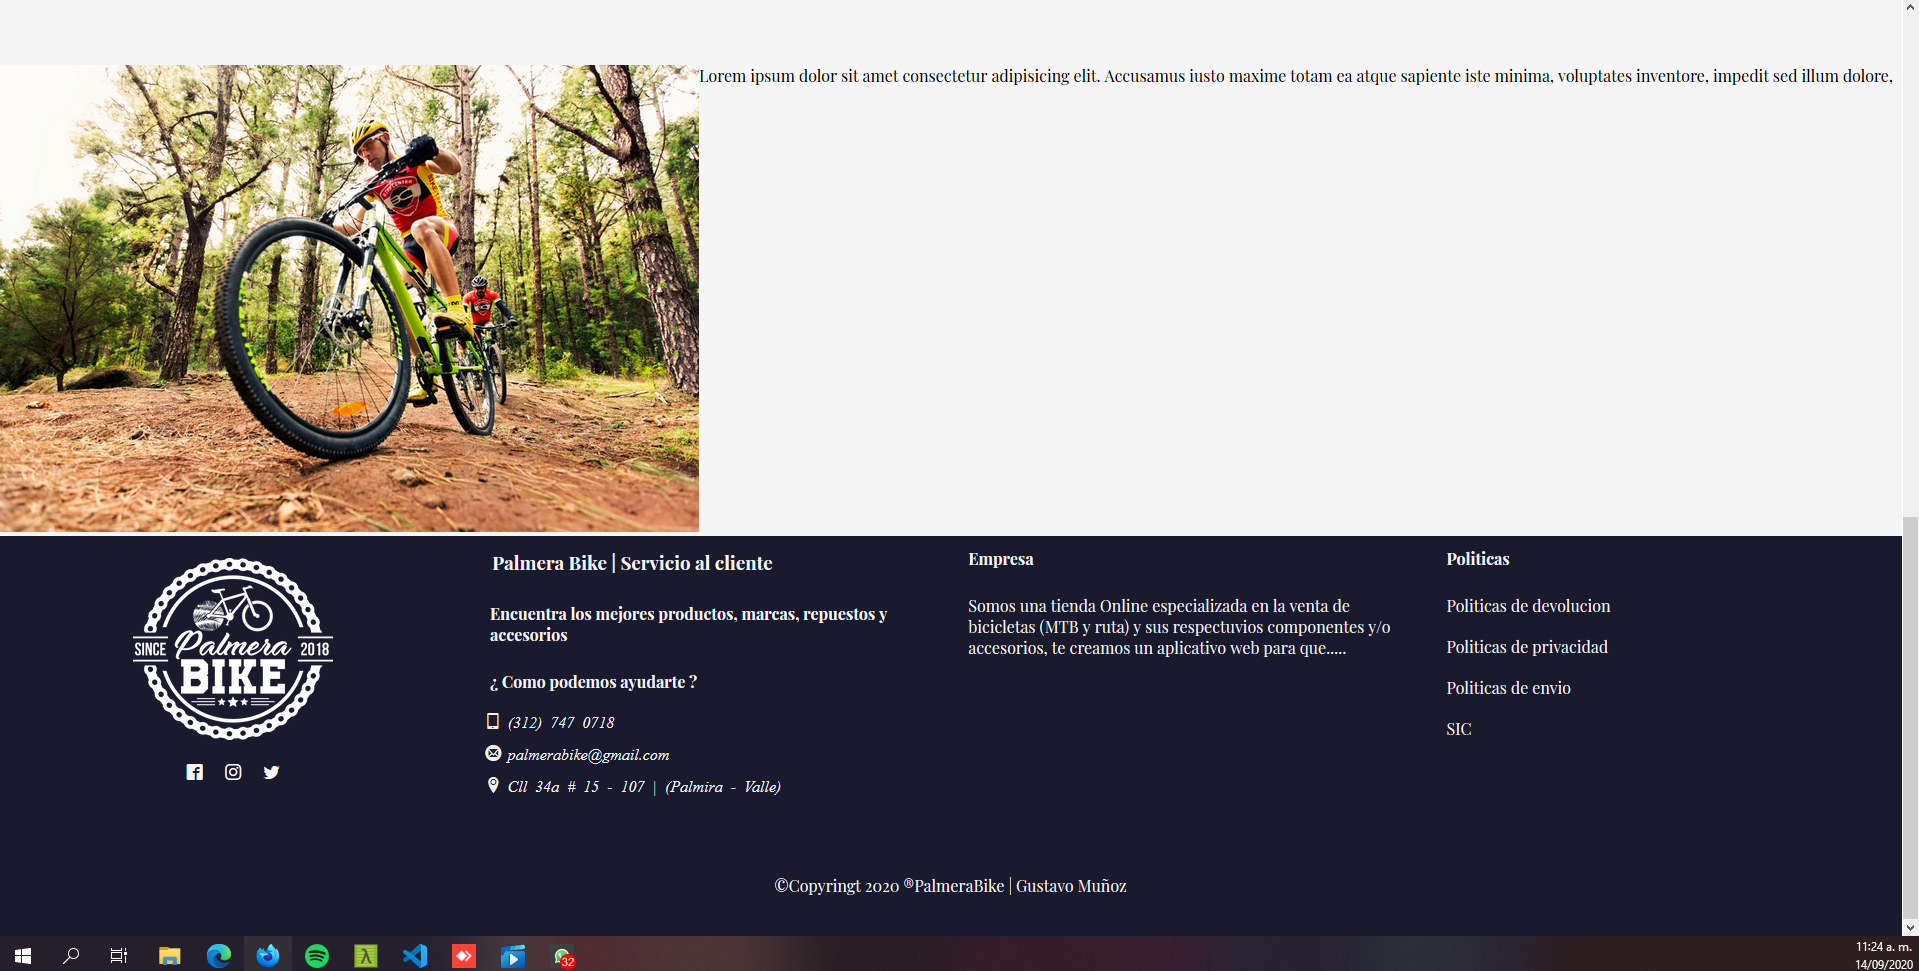 Lorem ipsum dolor sit amet consectetur adipisicing elit. Accusamus iusto maxime totam ea atque sapiente iste minima, voluptates inventore, impedit sed illum dolore,
SINCE Palmera 2018
BIKE
Palmera Bike | Servicio al cliente
Encuentra los mejores productos, marcas, repuestos y
accesorios
¿ Como podemos ayudarte ?
(312) 747 0718
palmerabike@gmail.com
Cll 34a # 15 - 107 | (Palmira - Valle)
Empresa
Somos una tienda Online especializada en la venta de
bicicletas (MTB y ruta) y sus respectuvios componentes y/o
accesorios, te creamos un aplicativo web para que.....
Politicas
Politicas de devolucion
Politicas de privacidad
Politicas de envio
SIC
©Copyringt 2020 ®PalmeraBike | Gustavo Muñoz
32
11:24 a. m.
14/09/2020